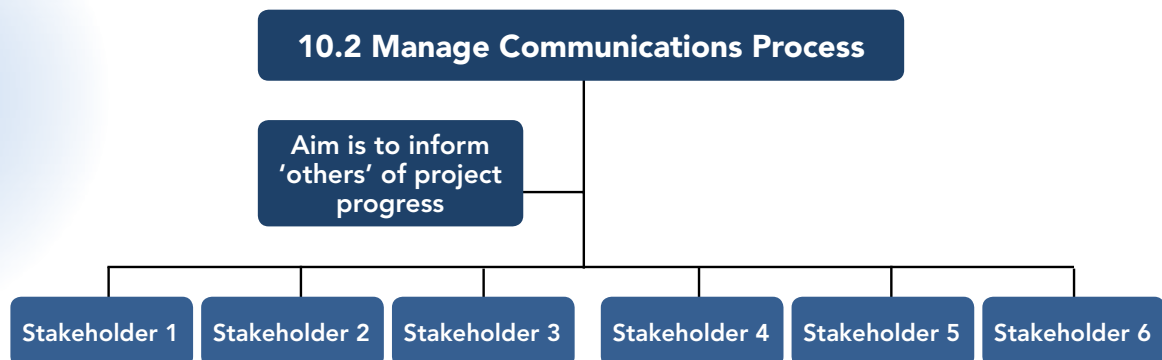 10.2 Manage Communications Process
Aim is to inform
‘others’ of project
progress
Stakeholder 1
Stakeholder 2
Stakeholder 3
Stakeholder 4
Stakeholder 5
Stakeholder 6